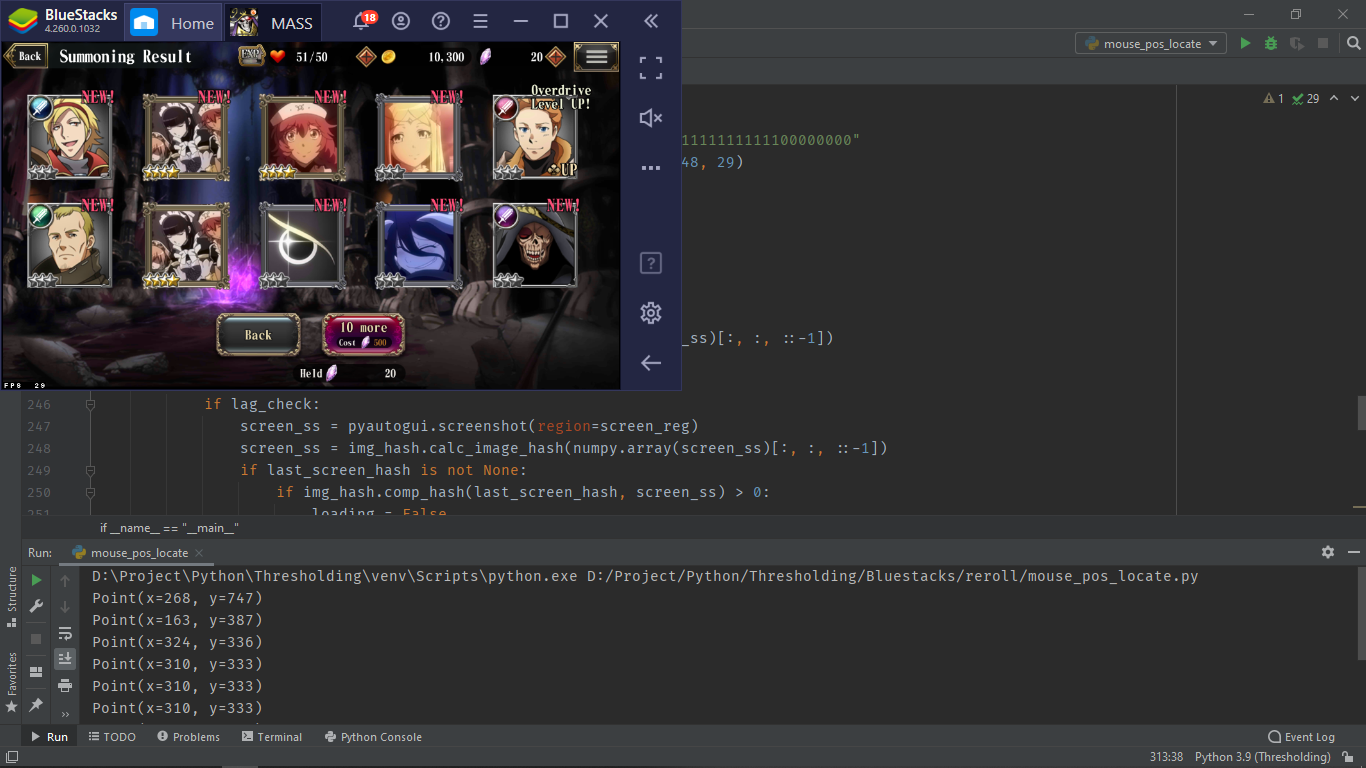 BlueStacks
4.260.0.1032
Home
MASS
18
Back
Summoning Result
EXP
51/50
10,300
20
NEW!
NEW!
NEW!
NEW!
Overdrive
Level UP!
UP
NEW!
NEW!
NEW!
NEW!
NEW!
Back
10 more
Cost 500
Held 20
FPS 29
mouse_pos_locate
1 29
11111111111100000000"
48, 29)
_ss)[:, :, ::-1])
246 if lag_check:
247 screen_ss = pyautogui.screenshot(region=screen_reg)
248 screen_ss = img_hash.calc_image_hash(numpy.array(screen_ss)[:, :, ::-1])
249 if last_screen_hash is not None:
250 if img_hash.comp_hash(last_screen_hash, screen_ss) > 0:
251 loading = False
if __name__ == "__main__"
Run: mouse_pos_locate
D:\Project\Python\Thresholding\venv\Scripts\python.exe D:/Project/Python/Thresholding/Bluestacks/reroll/mouse_pos_locate.py
Point(x=268, y=747)
Point(x=163, y=387)
Point(x=324, y=336)
Point(x=310, y=333)
Point(x=310, y=333)
Point(x=310, y=333)
Structure
Favorites
Run
TODO
Problems
Terminal
Python Console
Event Log
313:38 Python 3.9 (Thresholding)